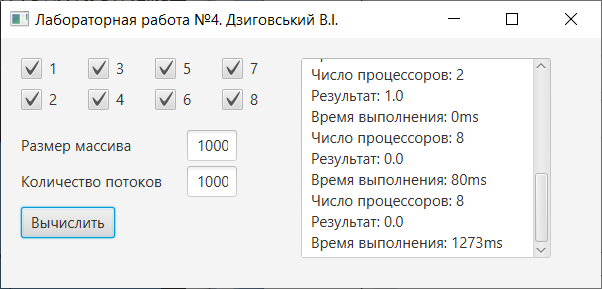 Лабораторная работа №4. Дзиговський В.І.
1 3 5 7
2 4 6 8
Размер массива 1000
Количество потоков 1000
Вычислить
Число процессоров: 2
Результат: 1.0
Время выполнения: 0ms
Число процессоров: 8
Результат: 0.0
Время выполнения: 80ms
Число процессоров: 8
Результат: 0.0
Время выполнения: 1273ms